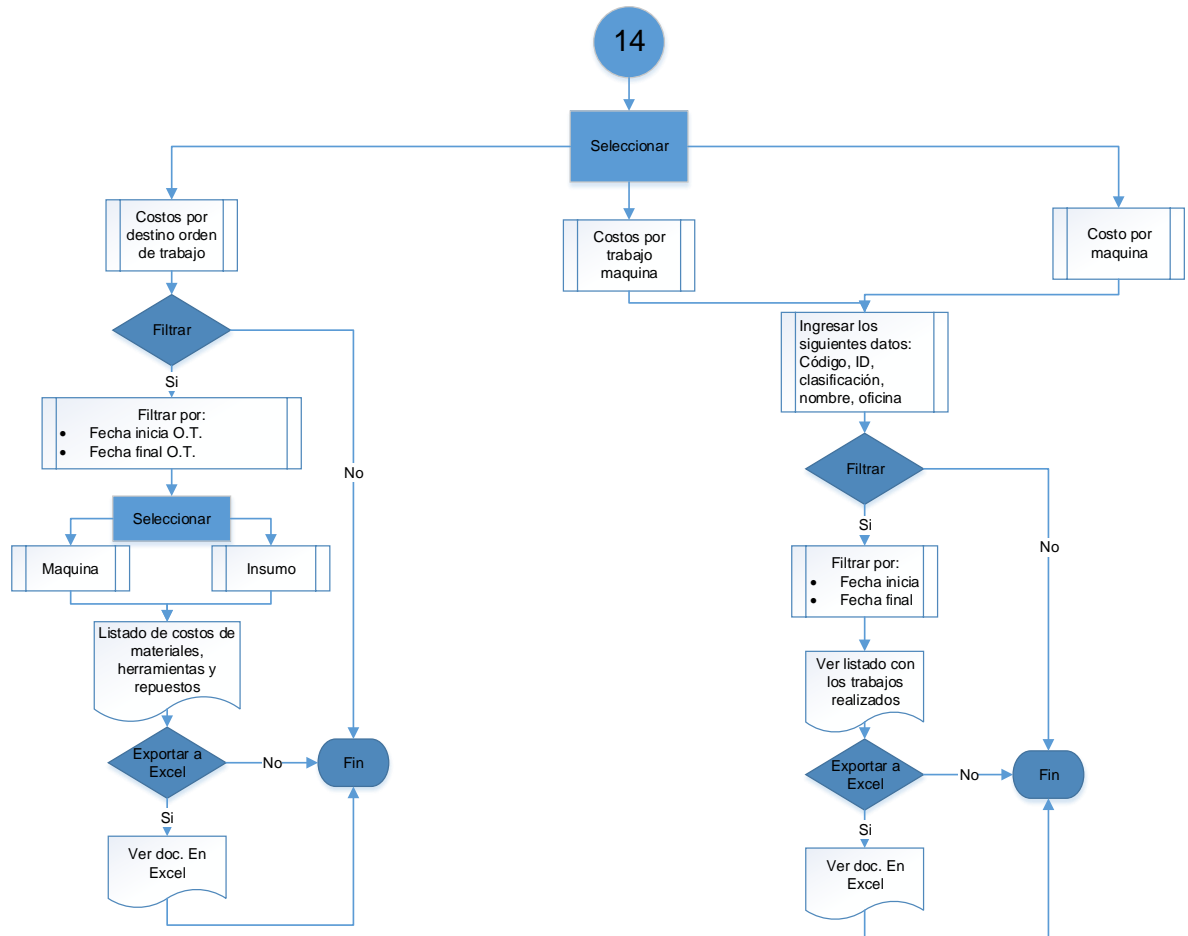 14
Seleccionar
Costos por
destino orden
de trabajo
Filtrar
Si
Filtrar por:
• Fecha inicia O.T.
• Fecha final O.T.
No
Seleccionar
Maquina
Insumo
Listado de costos de
materiales,
herramientas y
repuestos
Exportar a
Excel
No
Fin
Si
Ver doc. En
Excel
Costos por
trabajo
maquina
Costo por
maquina
Ingresar los
siguientes datos:
Código, ID,
clasificación,
nombre, oficina
Filtrar
Si
No
Filtrar por:
• Fecha inicia
• Fecha final
Ver listado con
los trabajos
realizados
Exportar a
Excel
No
Fin
Si
Ver doc. En
Excel